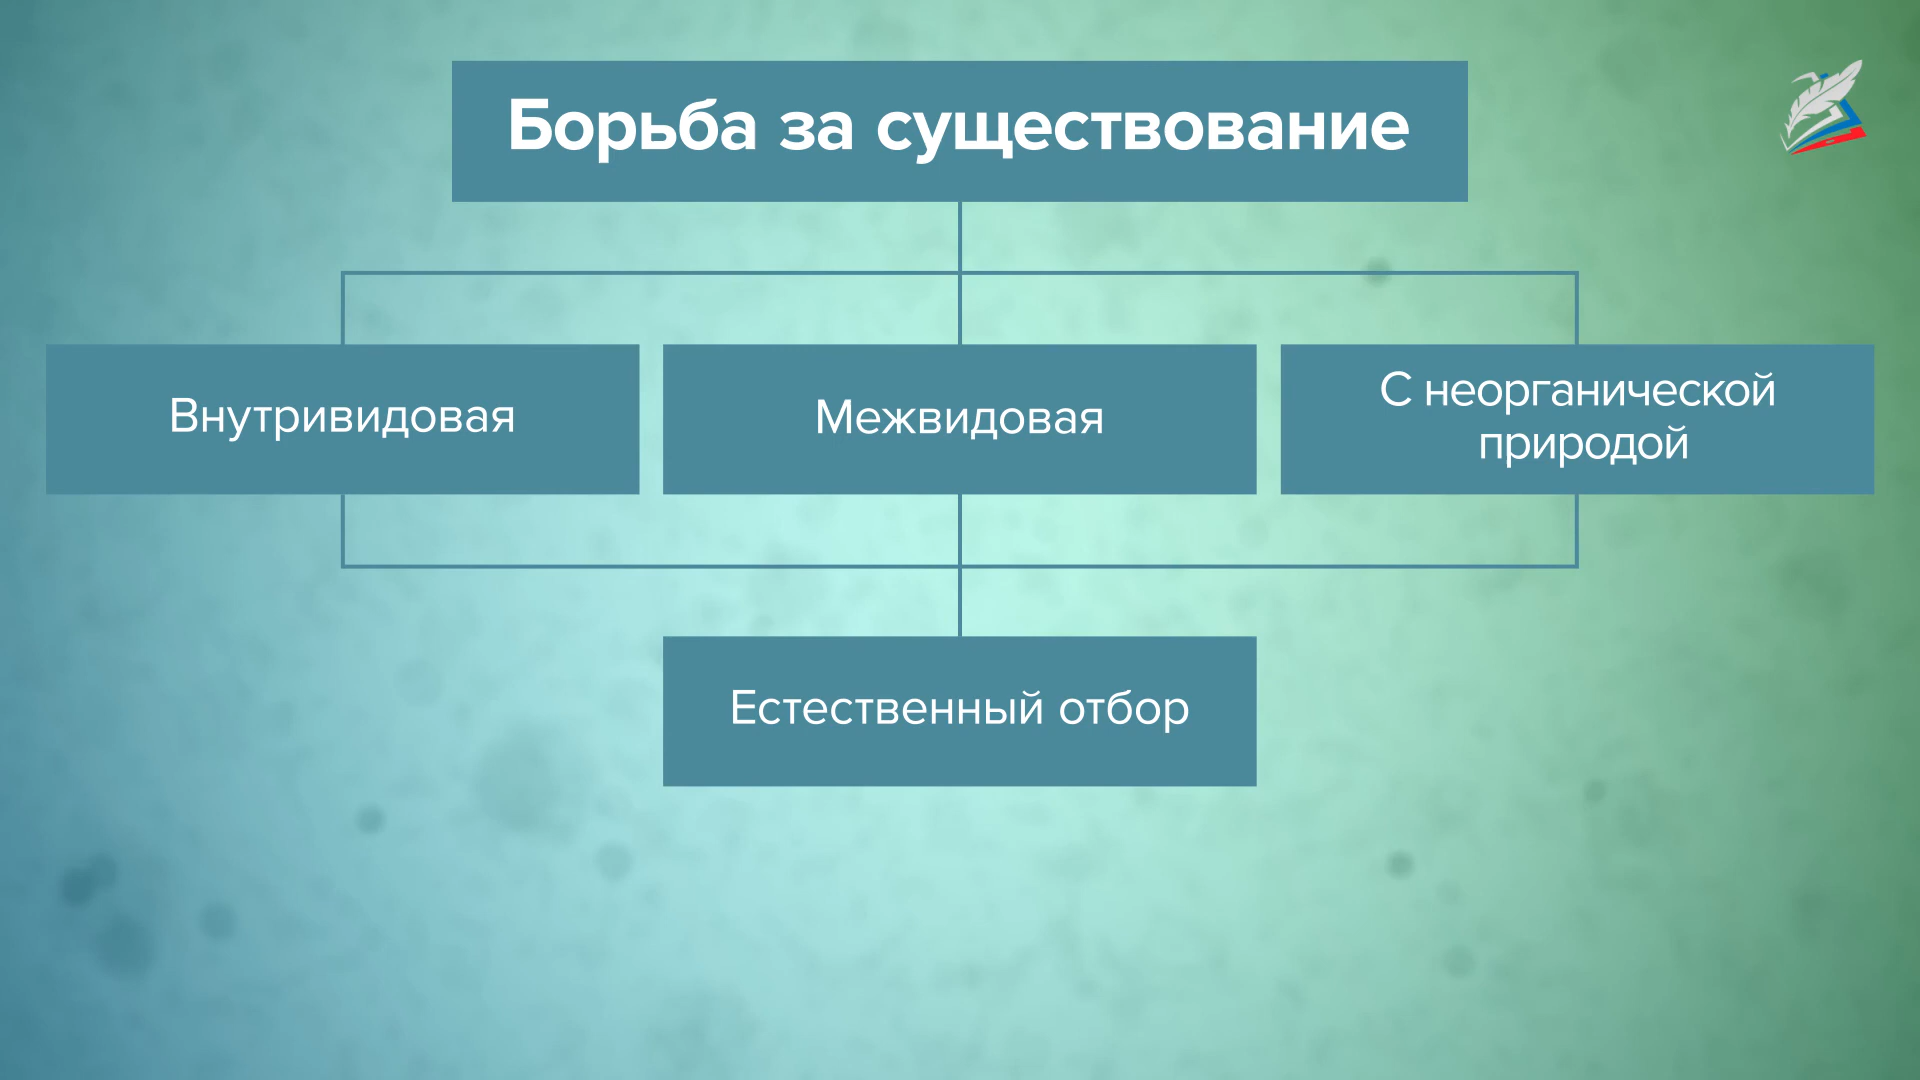 Борьба за существование
Внутривидовая
Межвидовая
С неорганической
природой
Естественный отбор